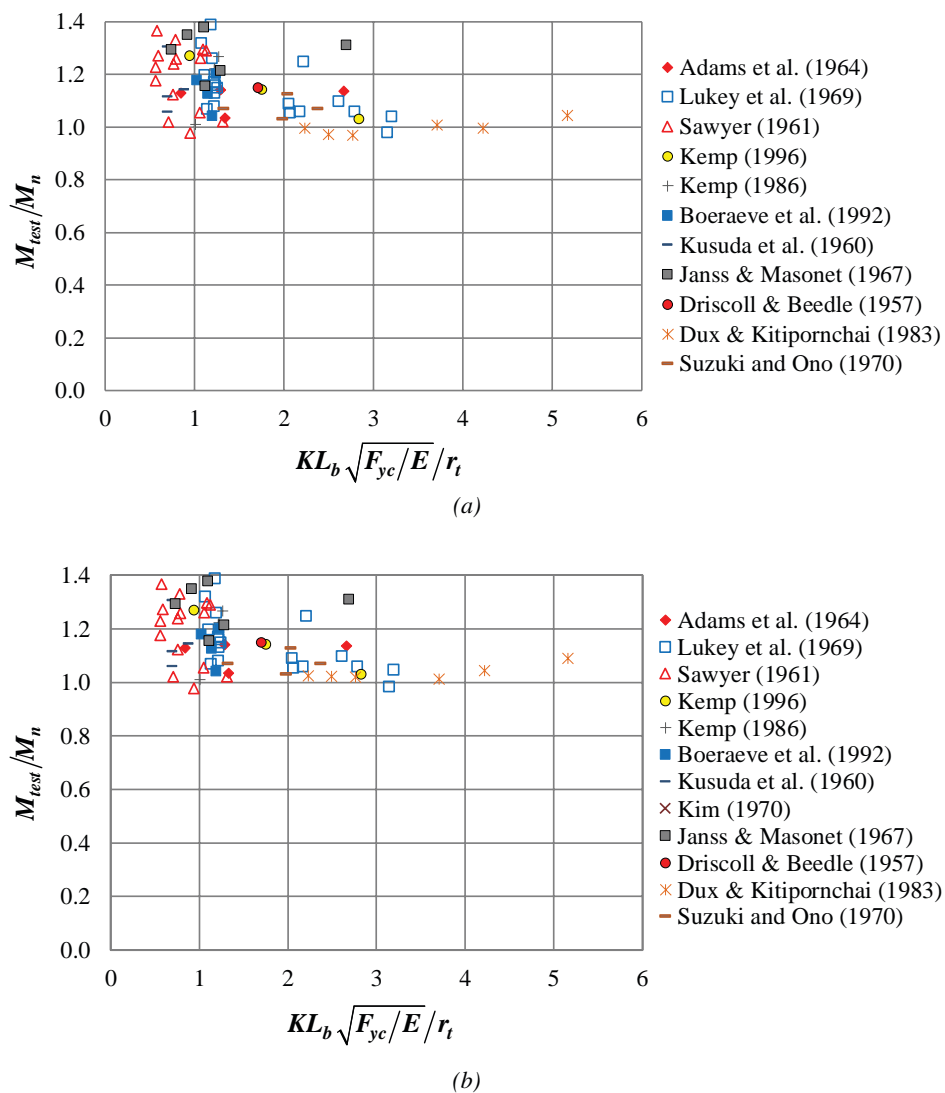 1.4
1.2
1.0
0.8
0.6
0.4
0.2
0.0
M_test/M_n
0 1 2 3 4 5 6
KL_b √F_yc/E / r_t
Adams et al. (1964)
Lukey et al. (1969)
Sawyer (1961)
Kemp (1996)
Kemp (1986)
Boeraeve et al. (1992)
Kusuda et al. (1960)
Janss & Masonet (1967)
Driscoll & Beedle (1957)
Dux & Kitipornchai (1983)
Suzuki and Ono (1970)
(a)
1.4
1.2
1.0
0.8
0.6
0.4
0.2
0.0
M_test/M_n
0 1 2 3 4 5 6
KL_b √F_yc/E / r_t
Adams et al. (1964)
Lukey et al. (1969)
Sawyer (1961)
Kemp (1996)
Kemp (1986)
Boeraeve et al. (1992)
Kusuda et al. (1960)
Kim (1970)
Janss & Masonet (1967)
Driscoll & Beedle (1957)
Dux & Kitipornchai (1983)
Suzuki and Ono (1970)
(b)